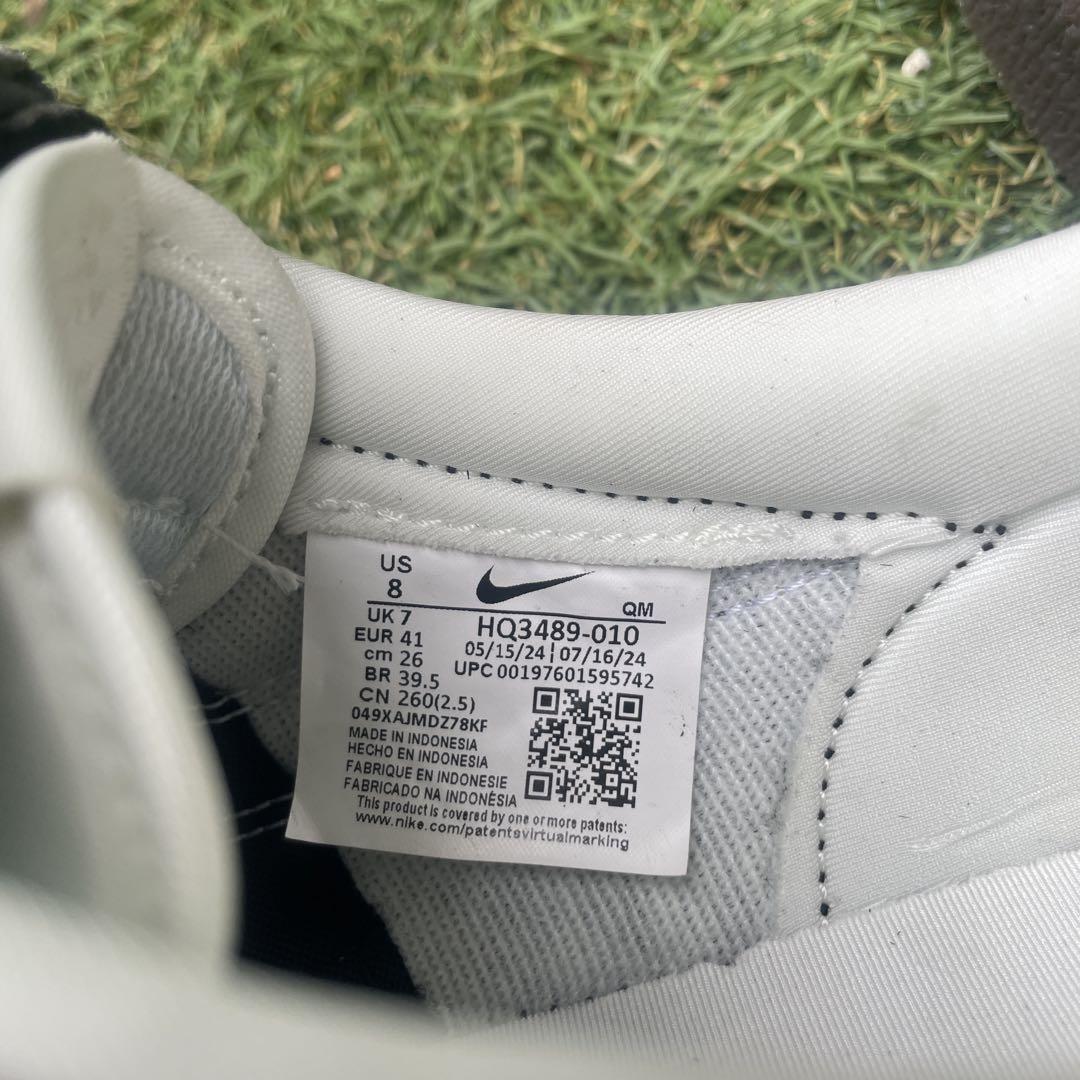 US
8
QM
UK 7
HQ3489-010
EUR 41
05/15/24|07/16/24
cm 26
UPC 00197601595742
BR 39.5
CN 260(2.5)
049XAJMDZ78KF
MADE IN INDONESIA
HECHO EN INDONESIA
FABRIQUE EN INDONESIE
FABRICADO NA INDONÉSIA
This product is covered by one or more patents:
www.nike.com/patentsvirtualmarking